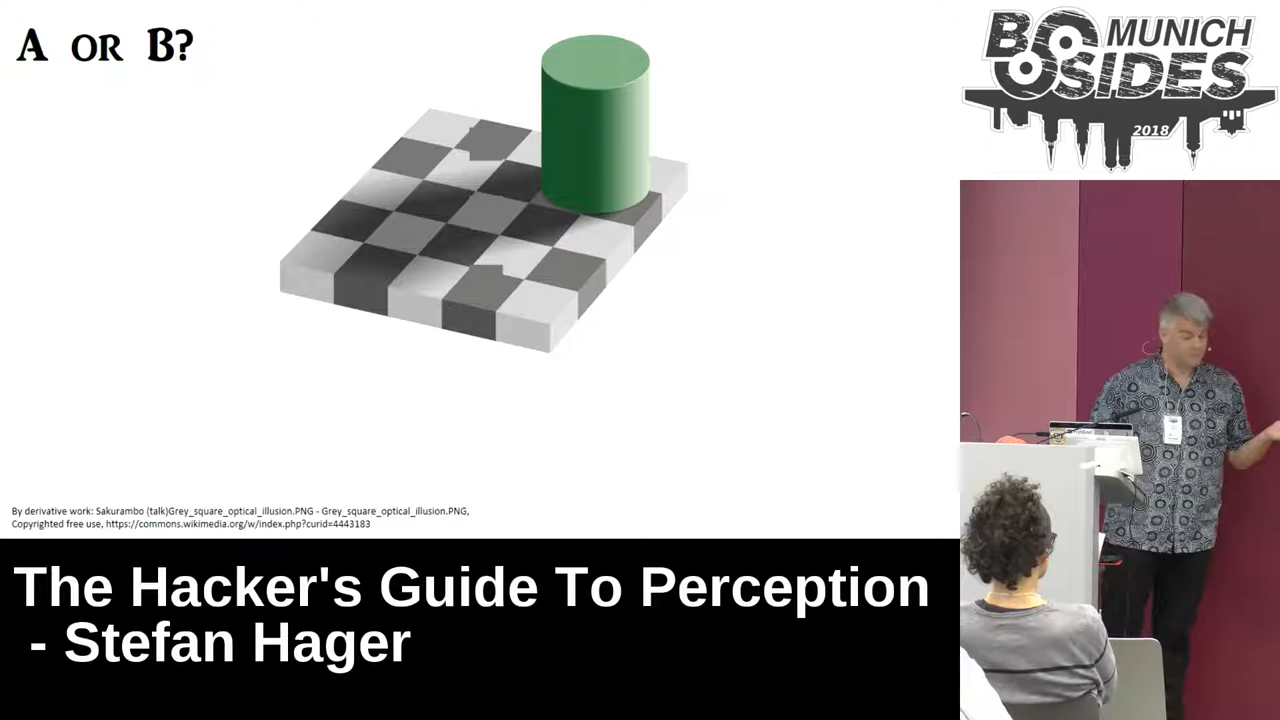 A OR B?
BSIDES MUNICH
2018
By derivative work: Sakurambo (talk)Grey_square_optical_illusion.PNG - Grey_square_optical_illusion.PNG,
Copyrighted free use, https://commons.wikimedia.org/w/index.php?curid=4443183
The Hacker's Guide To Perception
- Stefan Hager